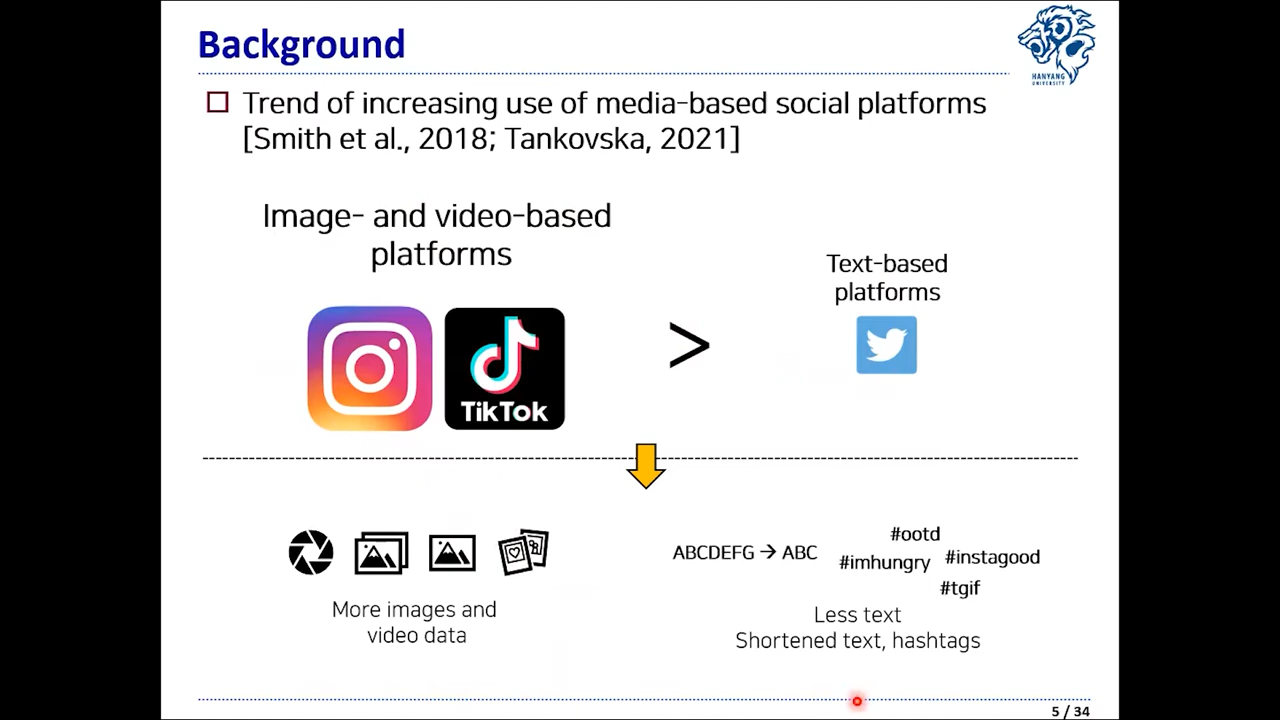 Background
HANYANG
UNIVERSITY
Trend of increasing use of media-based social platforms
[Smith et al., 2018; Tankovska, 2021]
Image- and video-based
platforms
Text-based
platforms
>
TikTok
ABCDEFG → ABC
#ootd
#imhungry
#instagood
#tgif
More images and
video data
Less text
Shortened text, hashtags
5 / 34